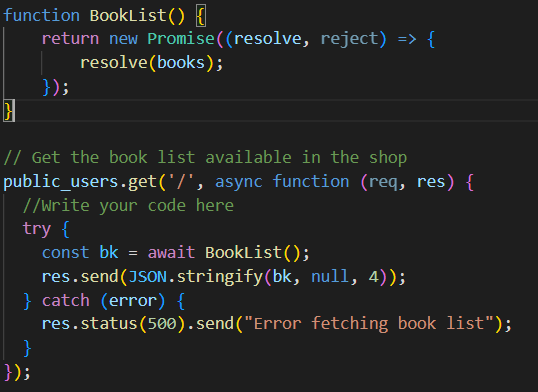 function BookList() {
    return new Promise((resolve, reject) => {
        resolve(books);
    });
}

// Get the book list available in the shop
public_users.get('/', async function (req, res) {
  //Write your code here
  try {
    const bk = await BookList();
    res.send(JSON.stringify(bk, null, 4));
  } catch (error) {
    res.status(500).send("Error fetching book list");
  }
});